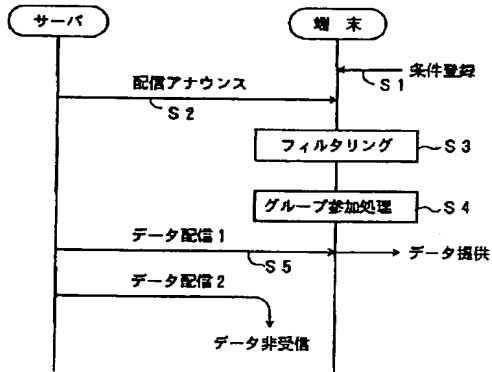 サーバ
端 末
条件登録
S1
配信アナウンス
S2
フィルタリング
S3
グループ参加処理
S4
データ配信1
データ提供
S5
データ配信2
データ非受信